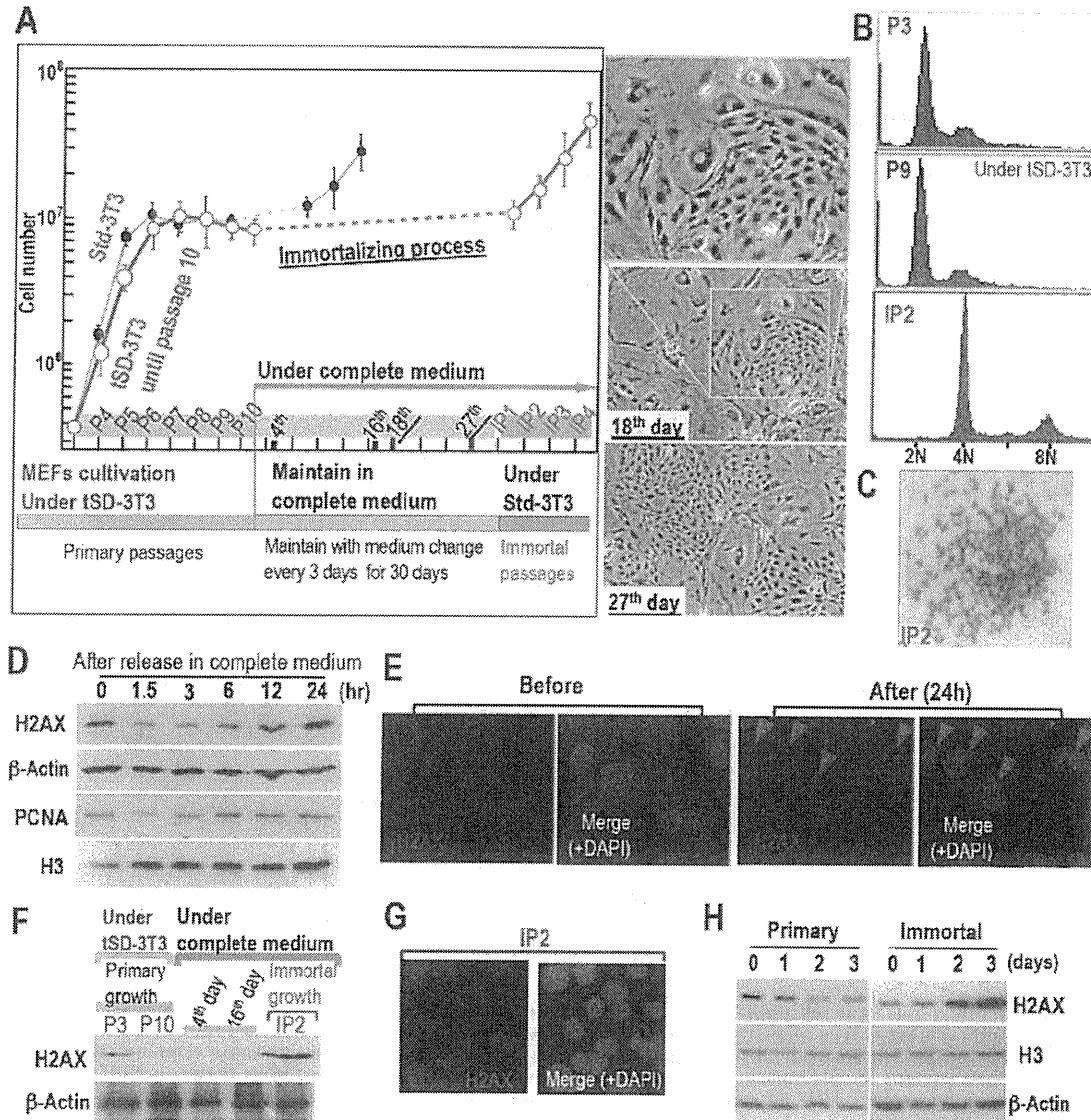 A
10⁸
10⁷
10⁶
Cell number
Std-3T3
tSD-3T3
until passage 10
Immortalizing process
Under complete medium
P4 P5 P6 P7 P8 P9 P10 4th 16th 18th 27th IP1 IP2 IP3 IP4
MEFs cultivation
Under tSD-3T3
Maintain in
complete medium
Under
Std-3T3
Primary passages
Maintain with medium change
every 3 days for 30 days
Immortal
passages
18th day
27th day
B
P3
P9
Under tSD-3T3
IP2
2N 4N 8N
C
IP2
D
After release in complete medium
0 1.5 3 6 12 24 (hr)
H2AX
β-Actin
PCNA
H3
E
Before
After (24h)
Merge
(+DAPI)
Merge
(+DAPI)
F
Under
tSD-3T3
Under
complete medium
Primary
growth
4th day
16th day
Immortal
growth
P3 P10
IP2
H2AX
β-Actin
G
IP2
H2AX
Merge (+DAPI)
H
Primary Immortal
0 1 2 3 0 1 2 3 (days)
H2AX
H3
β-Actin